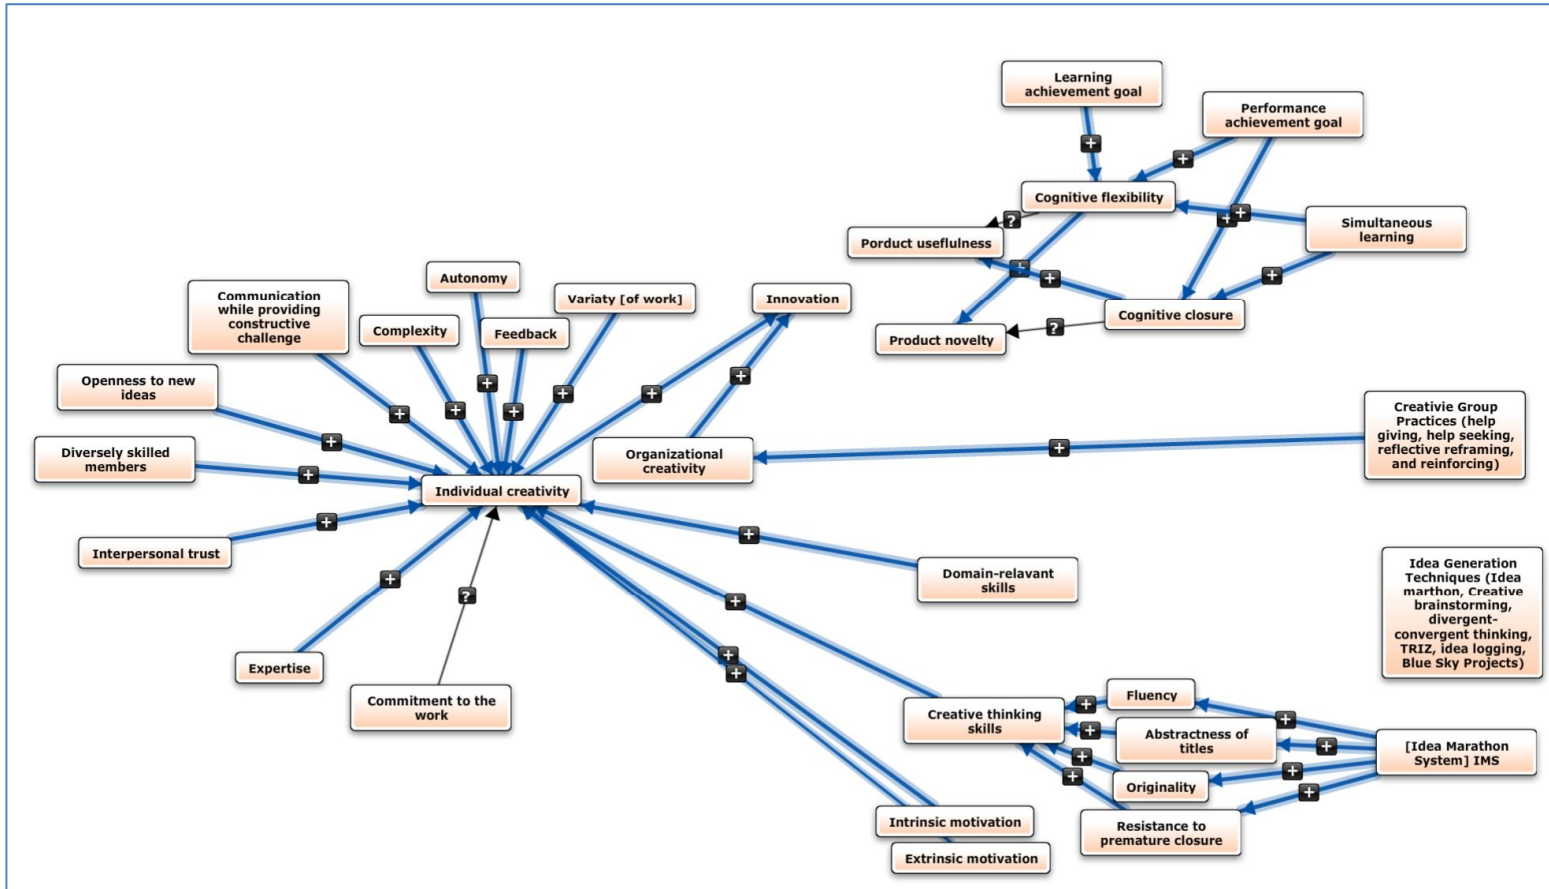 Learning
achievement goal
Performance
achievement goal
+
+
Cognitive flexibility
?
+
+
Simultaneous
learning
Porduct useflulness
+
+
+
Cognitive closure
?
Product novelty
Autonomy
Communication
while providing
constructive
challenge
Complexity
Feedback
Variaty [of work]
Innovation
Openness to new
ideas
+
+
+
+
+
+
+
Creativie Group
Practices (help
giving, help seeking,
reflective reframing,
and reinforcing)
+
Diversely skilled
members
+
+
Organizational
creativity
+
Individual creativity
Interpersonal trust
+
+
Domain-relavant
skills
+
?
+
Idea Generation
Techniques (Idea
marthon, Creative
brainstorming,
divergent-
convergent thinking,
TRIZ, idea logging,
Blue Sky Projects)
Expertise
+
+
Commitment to the
work
Creative thinking
skills
+
Fluency
+
+
Abstractness of
titles
+
[Idea Marathon
System] IMS
+
+
Originality
+
+
Resistance to
premature closure
Intrinsic motivation
Extrinsic motivation